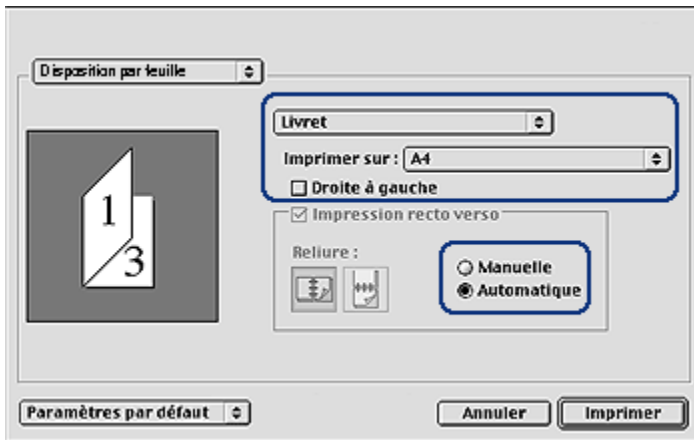 Disposition par feuille
Livret
Imprimer sur : A4
Droite à gauche
Impression recto verso
Reliure :
Manuelle
Automatique
1
3
Paramètres par défaut
Annuler
Imprimer